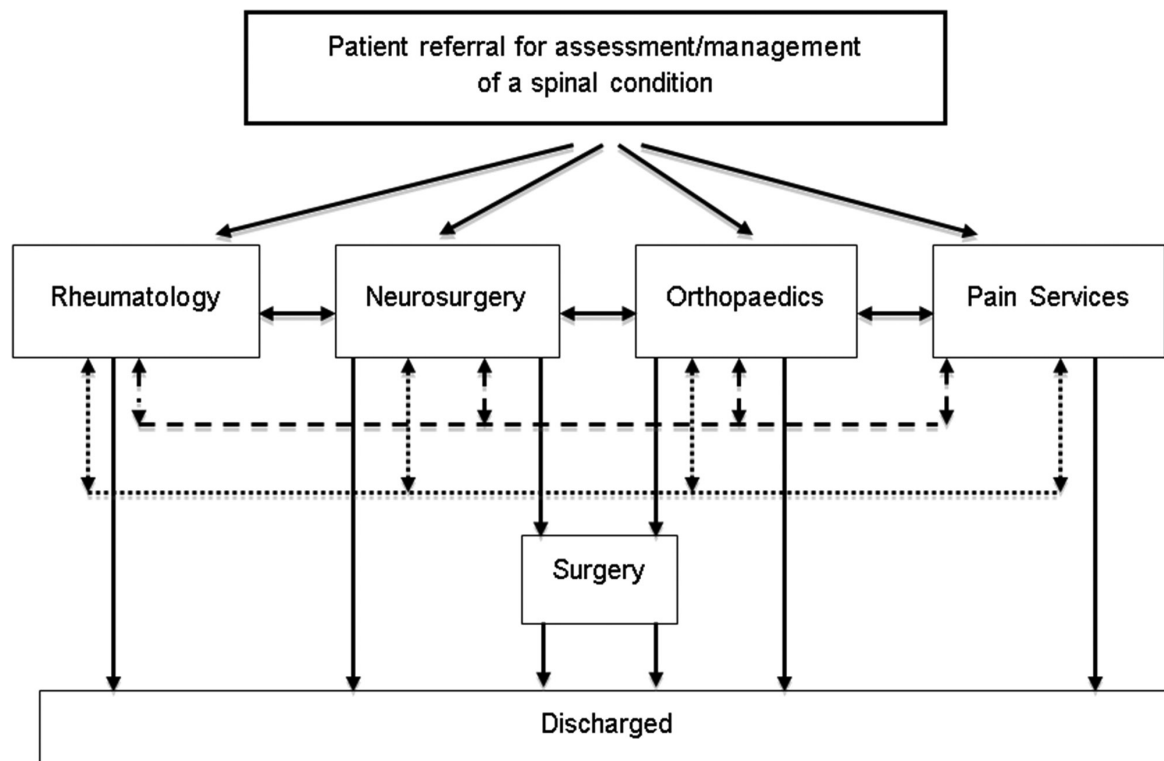 Patient referral for assessment/management
of a spinal condition
Rheumatology
Neurosurgery
Orthopaedics
Pain Services
Surgery
Discharged